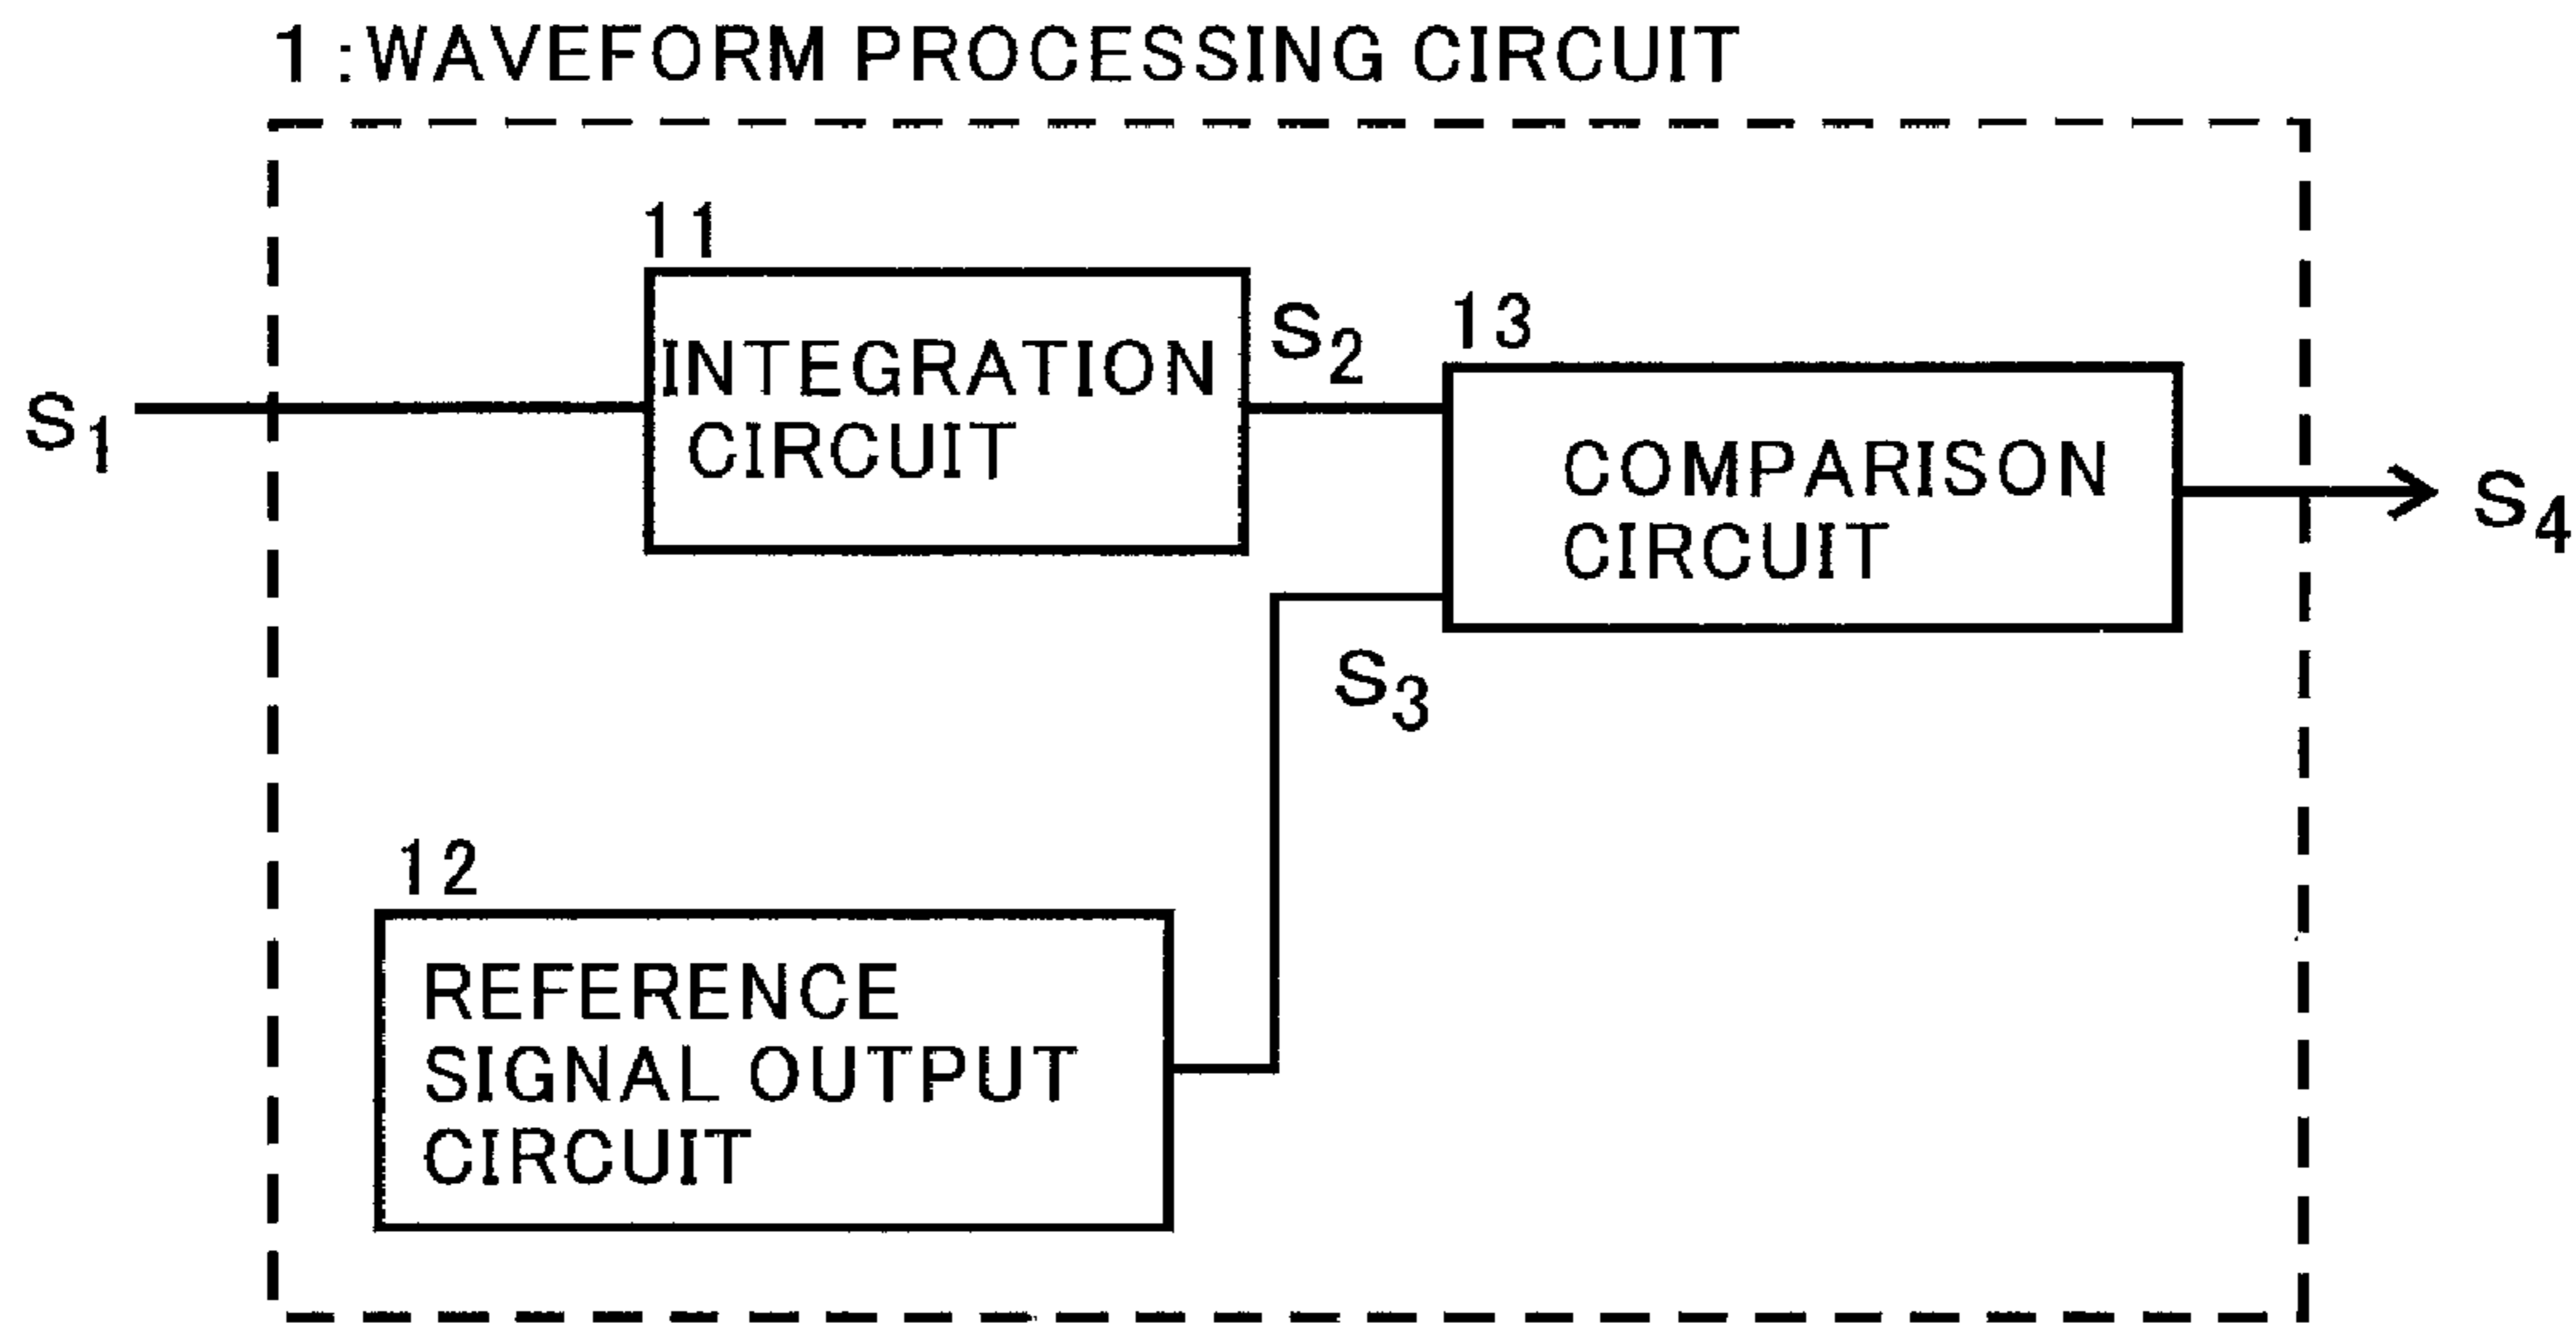 1:WAVEFORM PROCESSING CIRCUIT
11
INTEGRATION
CIRCUIT
S1
S2
13
COMPARISON
CIRCUIT
S4
S3
12
REFERENCE
SIGNAL OUTPUT
CIRCUIT